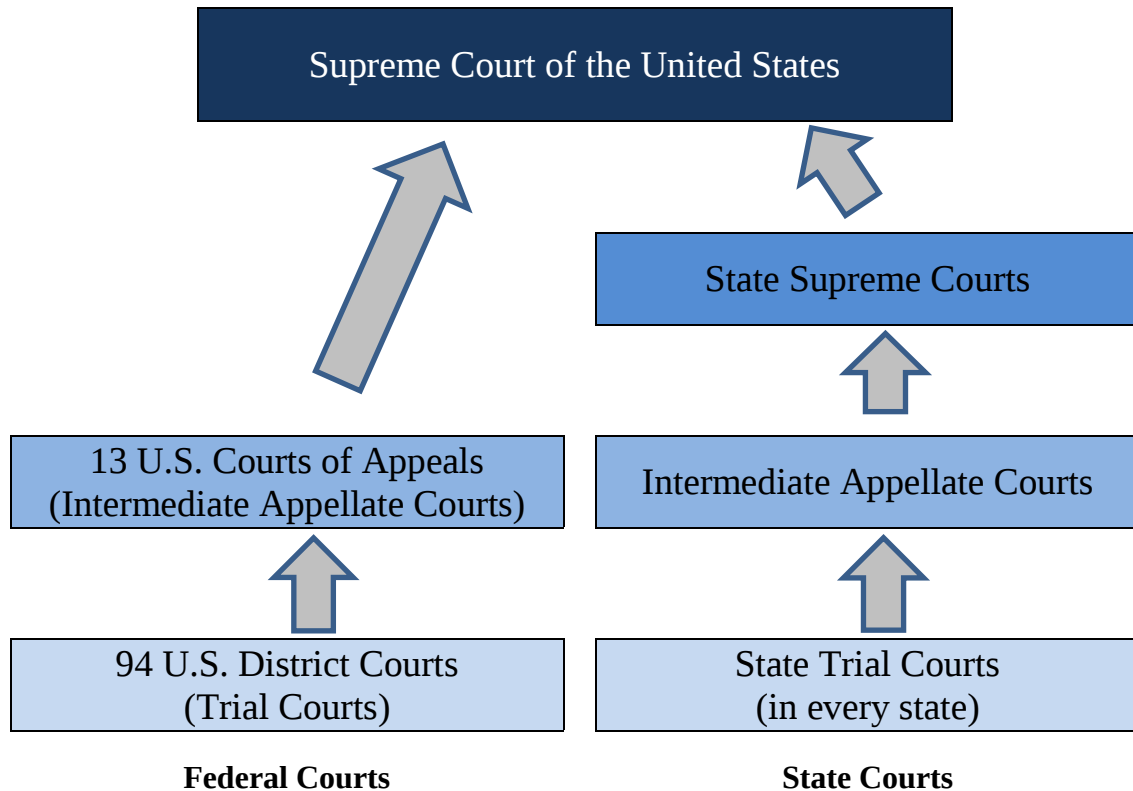 Supreme Court of the United States
State Supreme Courts
13 U.S. Courts of Appeals
(Intermediate Appellate Courts)
Intermediate Appellate Courts
94 U.S. District Courts
(Trial Courts)
State Trial Courts
(in every state)
Federal Courts
State Courts